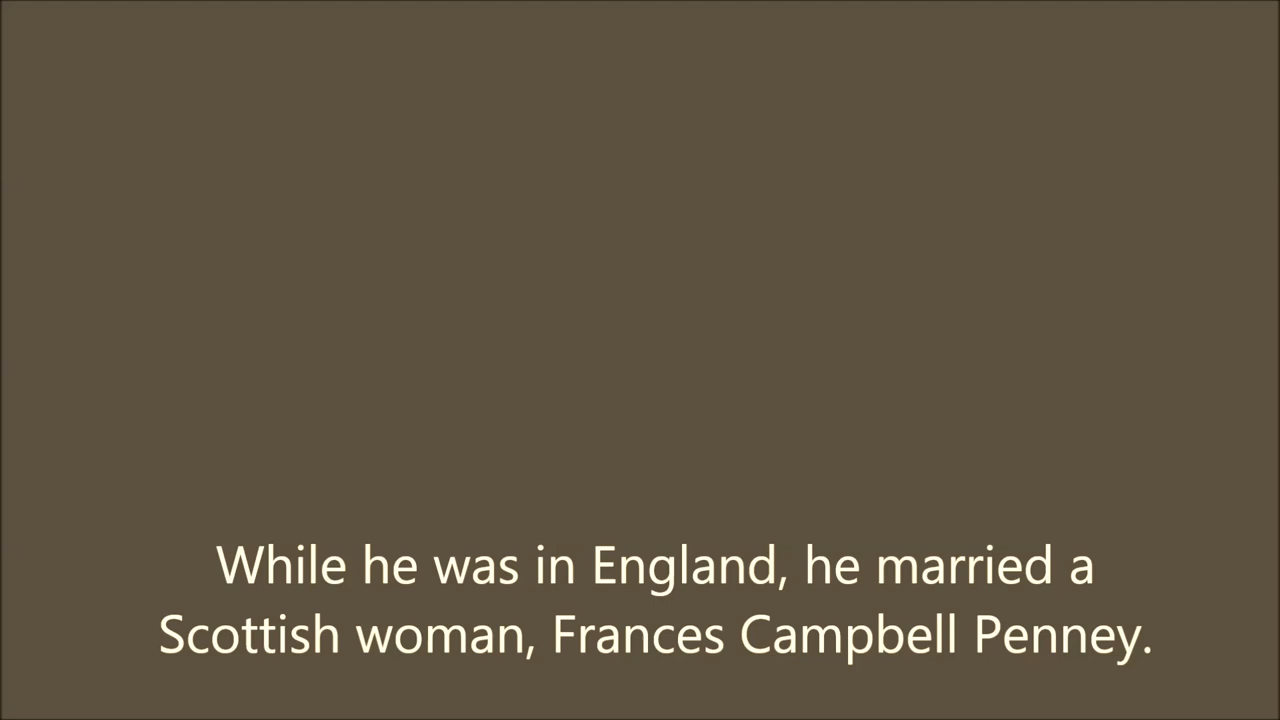 While he was in England, he married a
Scottish woman, Frances Campbell Penney.